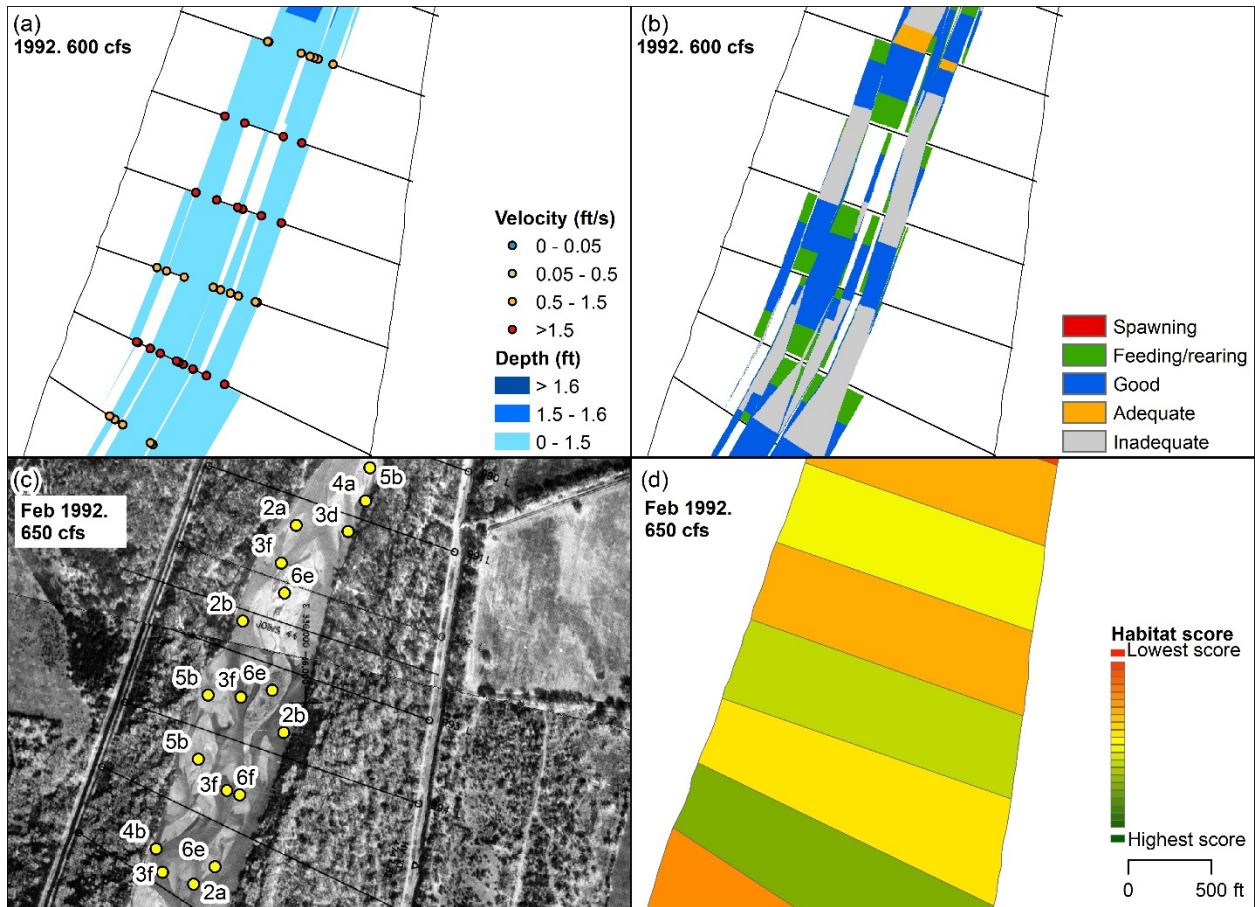 (a)
1992. 600 cfs
Velocity (ft/s)
0 - 0.05
0.05 - 0.5
0.5 - 1.5
>1.5
Depth (ft)
> 1.6
1.5 - 1.6
0 - 1.5
(b)
1992. 600 cfs
Spawning
Feeding/rearing
Good
Adequate
Inadequate
(c)
Feb 1992.
650 cfs
5b
4a
2a
3d
3f
6e
2b
5b
3f
6e
2b
5b
3f
6f
4b
6e
3f
2a
(d)
Feb 1992.
650 cfs
Habitat score
Lowest score
Highest score
0 500 ft